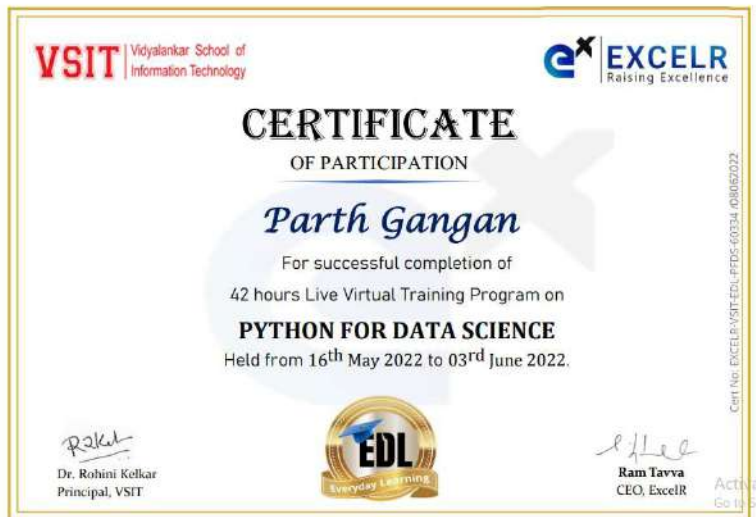 VSIT
Vidyalankar School of
Information Technology
ex EXCELR
Raising Excellence
CERTIFICATE
OF PARTICIPATION
Parth Gangan
For successful completion of
42 hours Live Virtual Training Program on
PYTHON FOR DATA SCIENCE
Held from 16th May 2022 to 03rd June 2022.
Cert No: EXCELR-VSIT-EDL-PFDS-60334 /08062022
EDL
Everyday Learning
Dr. Rohini Kelkar
Principal, VSIT
Ram Tavva
CEO, ExcelR